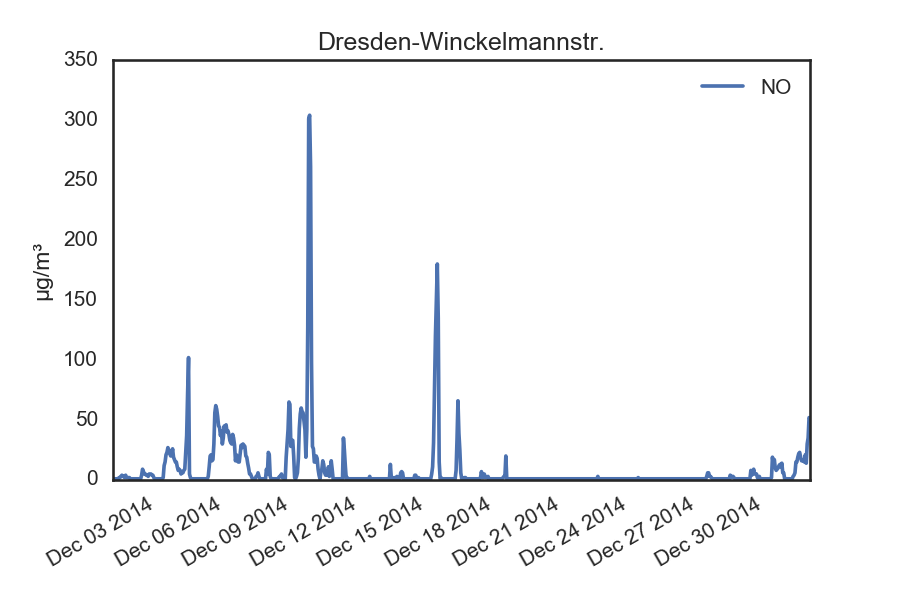 Dresden-Winckelmannstr.
NO
µg/m³
350
300
250
200
150
100
50
0
Dec 03 2014
Dec 06 2014
Dec 09 2014
Dec 12 2014
Dec 15 2014
Dec 18 2014
Dec 21 2014
Dec 24 2014
Dec 27 2014
Dec 30 2014